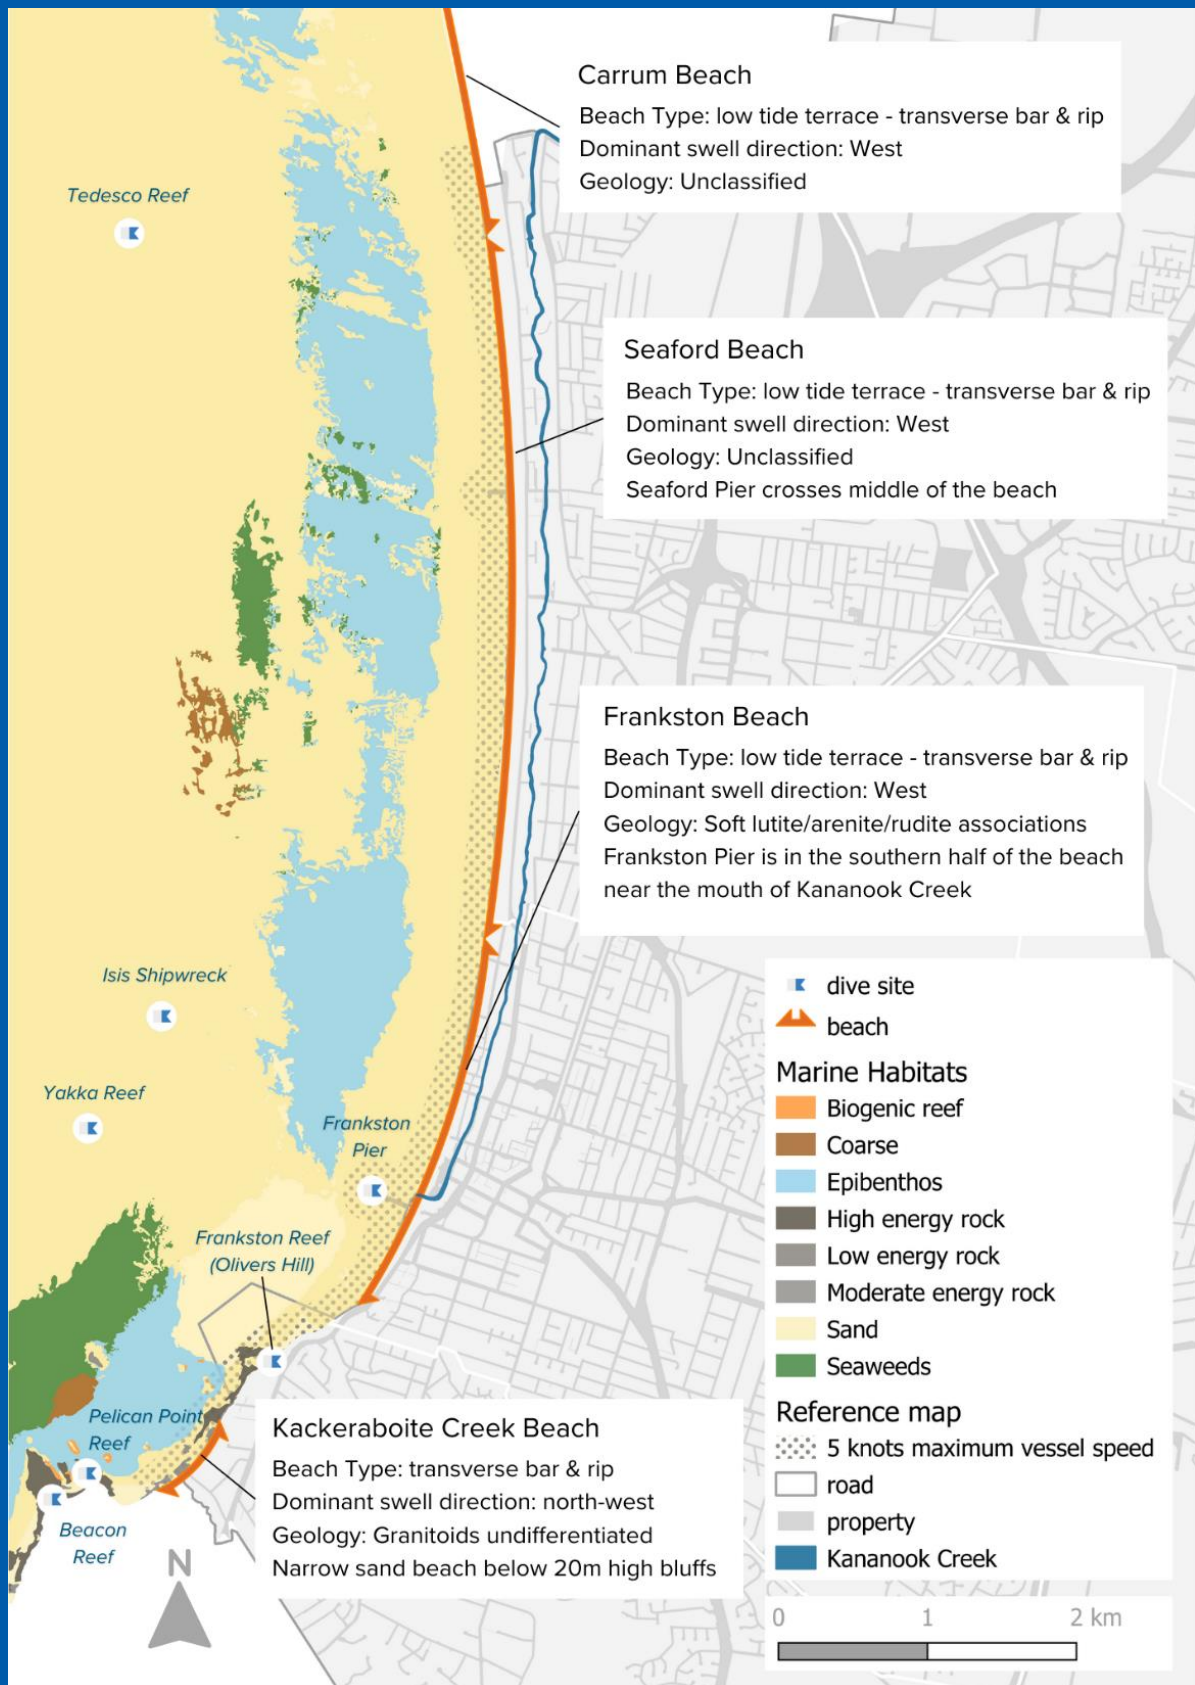 Carrum Beach
Beach Type: low tide terrace - transverse bar & rip
Dominant swell direction: West
Geology: Unclassified
Tedesco Reef
Seaford Beach
Beach Type: low tide terrace - transverse bar & rip
Dominant swell direction: West
Geology: Unclassified
Seaford Pier crosses middle of the beach
Frankston Beach
Beach Type: low tide terrace - transverse bar & rip
Dominant swell direction: West
Geology: Soft lutite/arenite/rudite associations
Frankston Pier is in the southern half of the beach
near the mouth of Kananook Creek
Isis Shipwreck
Yakka Reef
Frankston
Pier
Frankston Reef
(Olivers Hill)
Pelican Point
Reef
Beacon
Reef
Kackeraboite Creek Beach
Beach Type: transverse bar & rip
Dominant swell direction: north-west
Geology: Granitoids undifferentiated
Narrow sand beach below 20m high bluffs
N
dive site
beach
Marine Habitats
Biogenic reef
Coarse
Epibenthos
High energy rock
Low energy rock
Moderate energy rock
Sand
Seaweeds
Reference map
5 knots maximum vessel speed
road
property
Kananook Creek
0 1 2 km